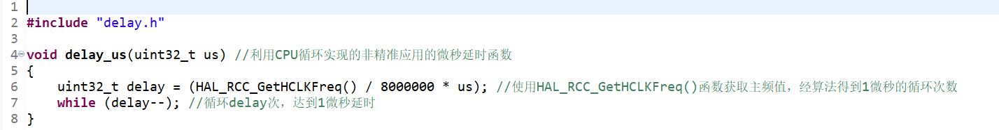 1
2 #include "delay.h"
3
4 void delay_us(uint32_t us) //利用CPU循环实现的非精准应用的微秒延时函数
5 {
6     uint32_t delay = (HAL_RCC_GetHCLKFreq() / 8000000 * us); //使用HAL_RCC_GetHCLKFreq()函数获取主频值，经算法得到1微秒的循环次数
7     while (delay--); //循环delay次，达到1微秒延时
8 }